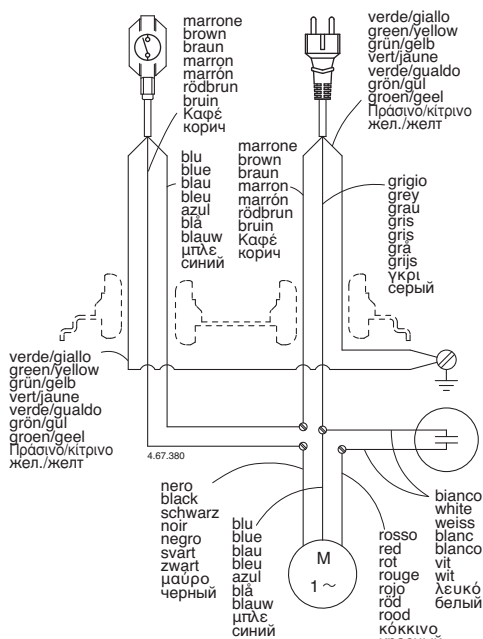 marrone
brown
braun
marron
marrón
rödbrun
bruin
Καφέ
корич
verde/giallo
green/yellow
grün/gelb
vert/jaune
verde/gualdo
grön/gul
groen/geel
Πράσινο/κίτρινο
жел./желт
blu
blue
blau
bleu
azul
blå
blauw
μπλε
синий
marrone
brown
braun
marron
marrón
rödbrun
bruin
Καφέ
корич
grigio
grey
grau
gris
gris
grå
grijs
γκρι
серый
verde/giallo
green/yellow
grün/gelb
vert/jaune
verde/gualdo
grön/gul
groen/geel
Πράσινο/κίτρινο
жел./желт
4.67.380
nero
black
schwarz
noir
negro
svart
zwart
μαύρο
черный
blu
blue
blau
bleu
azul
blå
blauw
μπλε
синий
M
1~
rosso
red
rot
rouge
rojo
röd
rood
κόκκινο
bianco
white
weiss
blanc
blanco
vit
wit
λευκό
белый